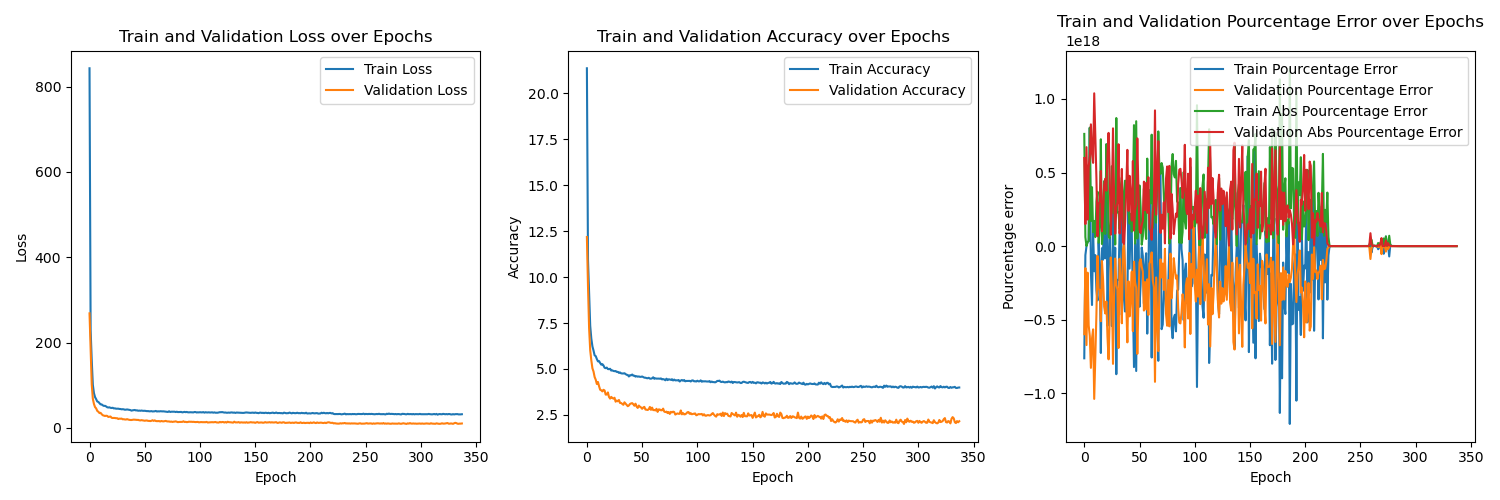 Train and Validation Loss over Epochs
Train Loss
Validation Loss
800
600
400
200
0
Loss
0 50 100 150 200 250 300 350
Epoch
Train and Validation Accuracy over Epochs
Train Accuracy
Validation Accuracy
20.0
17.5
15.0
12.5
10.0
7.5
5.0
2.5
Accuracy
0 50 100 150 200 250 300 350
Epoch
Train and Validation Pourcentage Error over Epochs
1e18
Train Pourcentage Error
Validation Pourcentage Error
Train Abs Pourcentage Error
Validation Abs Pourcentage Error
1.0
0.5
0.0
−0.5
−1.0
Pourcentage error
0 50 100 150 200 250 300 350
Epoch